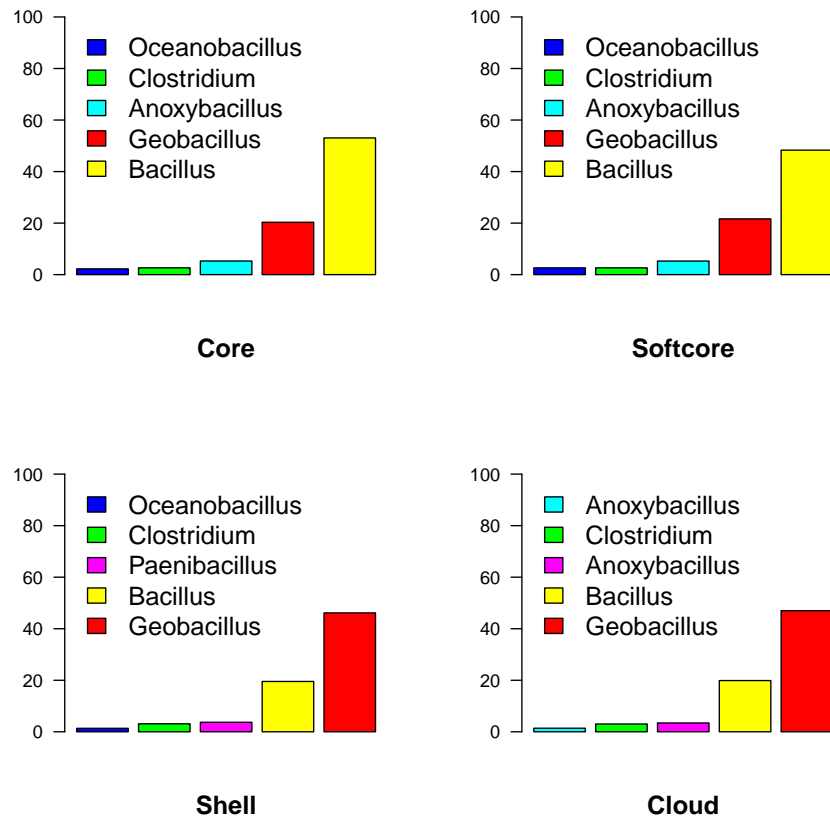 100
80
60
40
20
0
Oceanobacillus
Clostridium
Anoxybacillus
Geobacillus
Bacillus
Core
100
80
60
40
20
0
Oceanobacillus
Clostridium
Anoxybacillus
Geobacillus
Bacillus
Softcore
100
80
60
40
20
0
Oceanobacillus
Clostridium
Paenibacillus
Bacillus
Geobacillus
Shell
100
80
60
40
20
0
Anoxybacillus
Clostridium
Anoxybacillus
Bacillus
Geobacillus
Cloud